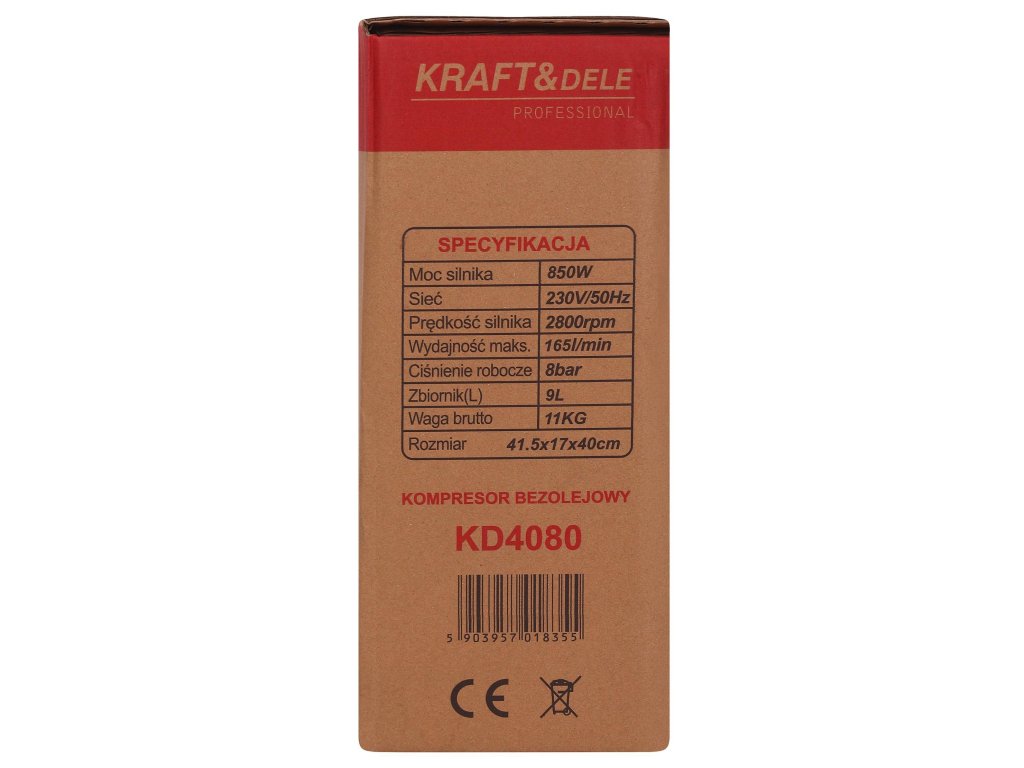 KRAFT&DELE
PROFESSIONAL
SPECYFIKACJA
Moc silnika 850W
Sieć 230V/50Hz
Prędkość silnika 2800rpm
Wydajność maks. 165l/min
Ciśnienie robocze 8bar
Zbiornik(L) 9L
Waga brutto 11KG
Rozmiar 41.5x17x40cm
KOMPRESOR BEZOLEJOWY
KD4080
5 903957 018355
CE